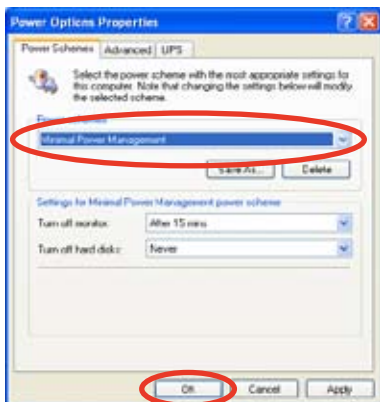 Power Options Properties
Power Schemes Advanced UPS
Select the power scheme with the most appropriate settings for
this computer. Note that changing the settings below will modify
the selected scheme.
Power schemes
Minimal Power Management
Save As... Delete
Settings for Minimal Power Management power scheme
Turn off monitor: After 15 mins
Turn off hard disks: Never
OK Cancel Apply